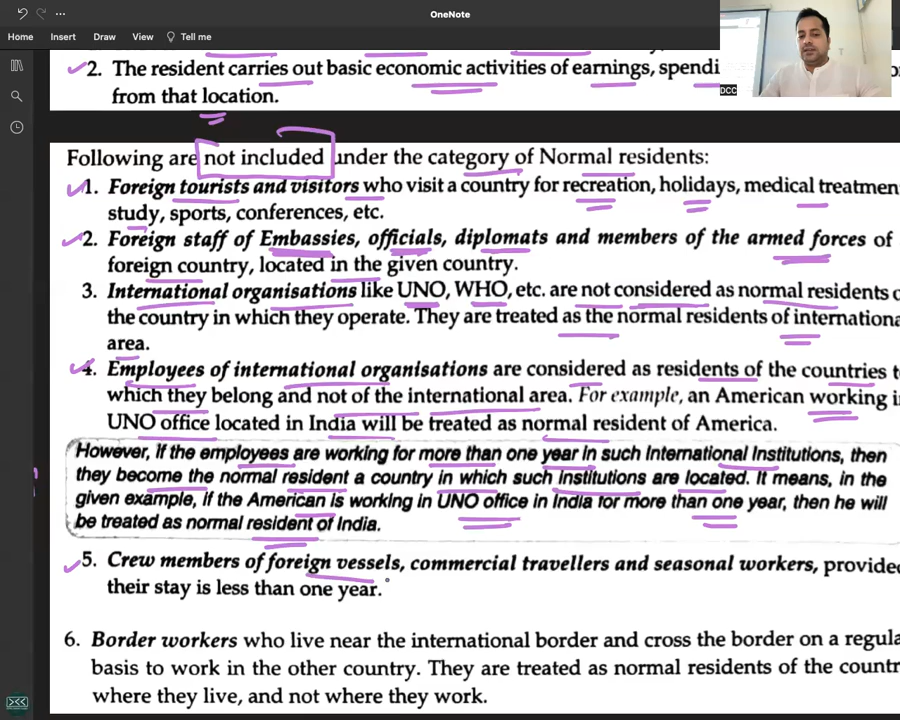 OneNote
Home Insert Draw View Tell me
2. The resident carries out basic economic activities of earnings,
from that location.
DCC
Following are not included under the category of Normal residents:
1. Foreign tourists and visitors who visit a country for recreation, holidays, medical
study, sports, conferences, etc.
2. Foreign staff of Embassies, officials, diplomats and members of the armed forces of
foreign country, located in the given country.
3. International organisations like UNO, WHO, etc. are not considered as normal residents
the country in which they operate. They are treated as the normal residents of
area.
4. Employees of international organisations are considered as residents of the countries
which they belong and not of the international area. For example, an American working
UNO office located in India will be treated as normal resident of America.
However, if the employees are working for more than one year in such International Institutions, then
they become the normal resident a country in which such institutions are located. It means, in the
given example, if the American is working in UNO office in India for more than one year, then he will
be treated as normal resident of India.
5. Crew members of foreign vessels, commercial travellers and seasonal workers,
their stay is less than one year.
6. Border workers who live near the international border and cross the border on a
basis to work in the other country. They are treated as normal residents of the
where they live, and not where they work.